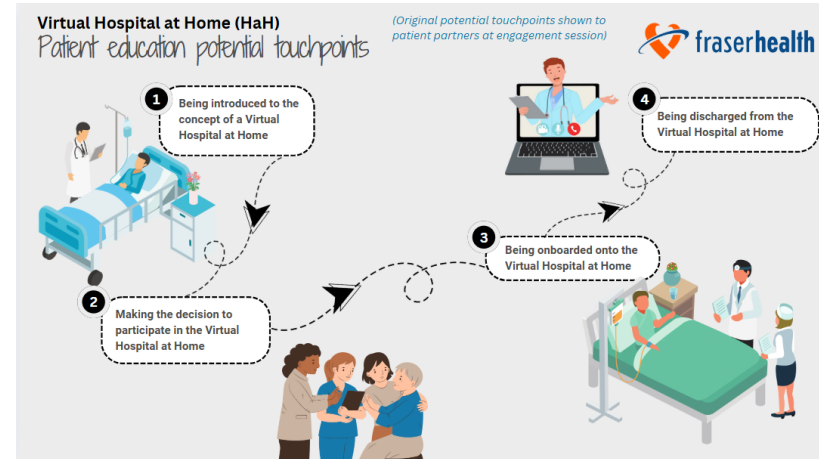 Virtual Hospital at Home (HaH)
Patient education potential touchpoints
(Original potential touchpoints shown to
patient partners at engagement session)
fraserhealth
1
Being introduced to the
concept of a Virtual
Hospital at Home
2
Making the decision to
participate in the Virtual
Hospital at Home
3
Being onboarded onto the
Virtual Hospital at Home
4
Being discharged from the
Virtual Hospital at Home